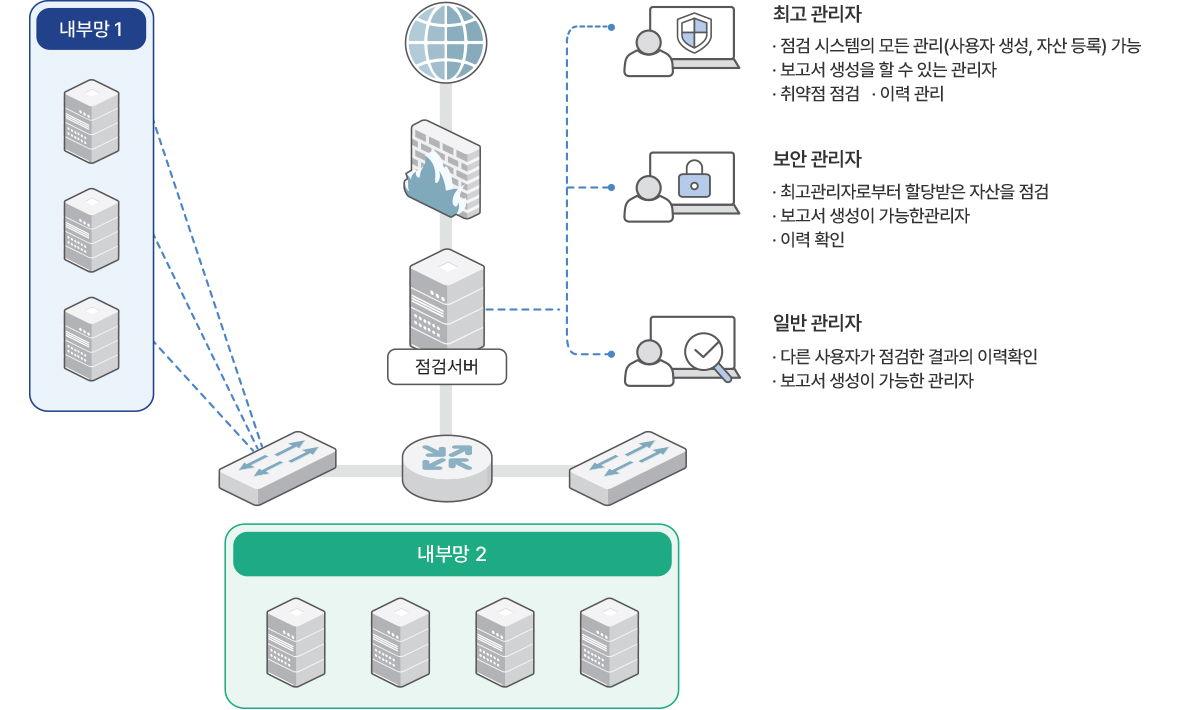 내부망 1
최고 관리자
· 점검 시스템의 모든 관리(사용자 생성, 자산 등록) 가능
· 보고서 생성을 할 수 있는 관리자
· 취약점 점검 · 이력 관리
보안 관리자
· 최고관리자로부터 할당받은 자산을 점검
· 보고서 생성이 가능한관리자
· 이력 확인
일반 관리자
· 다른 사용자가 점검한 결과의 이력확인
· 보고서 생성이 가능한 관리자
점검서버
내부망 2